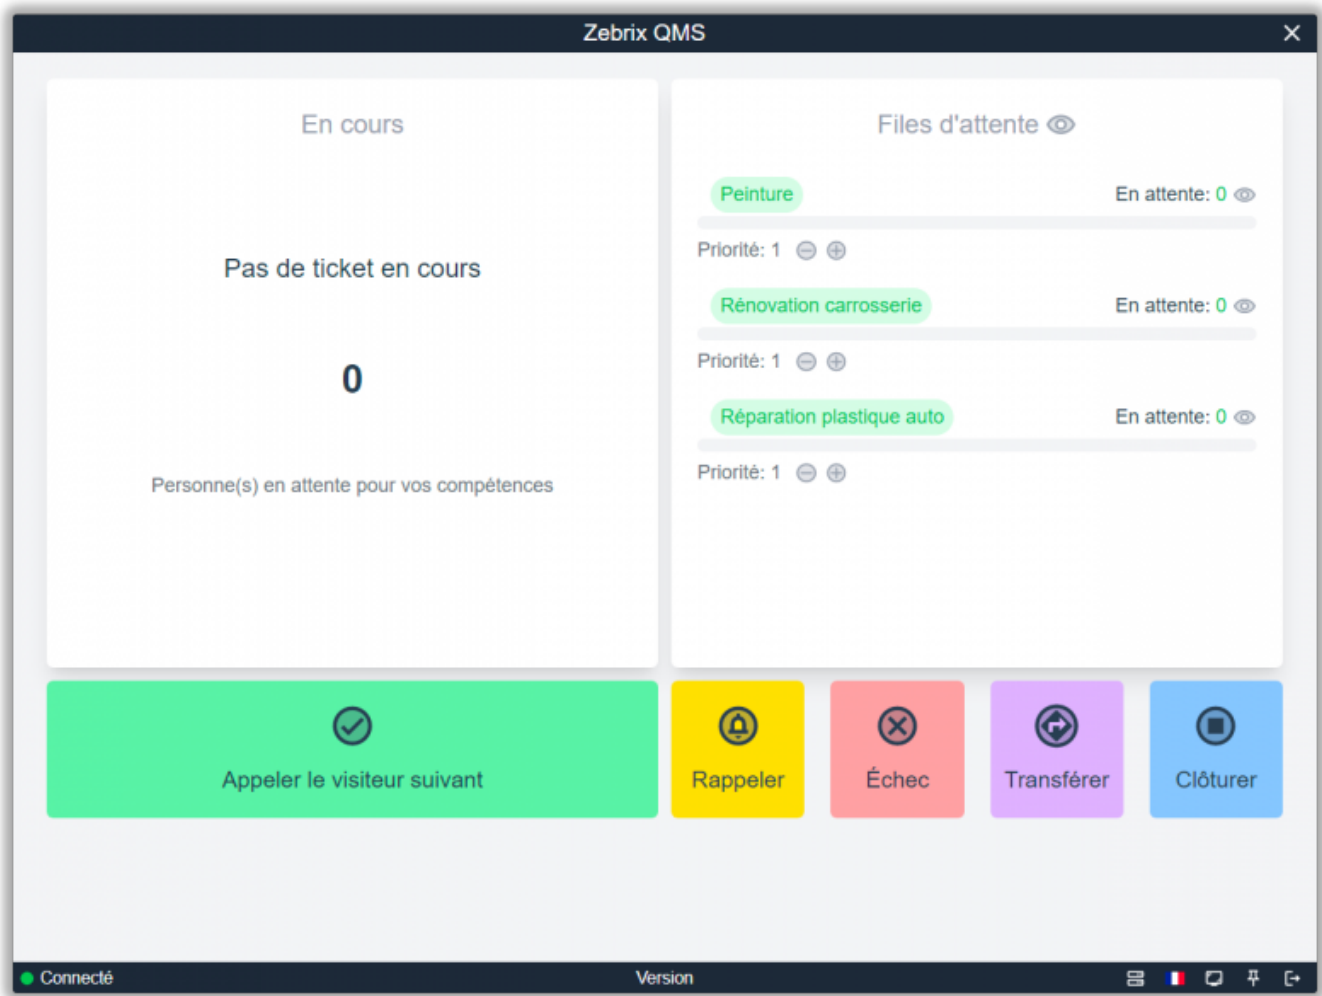 Zebrix QMS
En cours
Pas de ticket en cours
0
Personne(s) en attente pour vos compétences
Files d'attente
Peinture
En attente: 0
Priorité: 1
Rénovation carrosserie
En attente: 0
Priorité: 1
Réparation plastique auto
En attente: 0
Priorité: 1
Appeler le visiteur suivant
Rappeler
Échec
Transférer
Clôturer
Connecté
Version